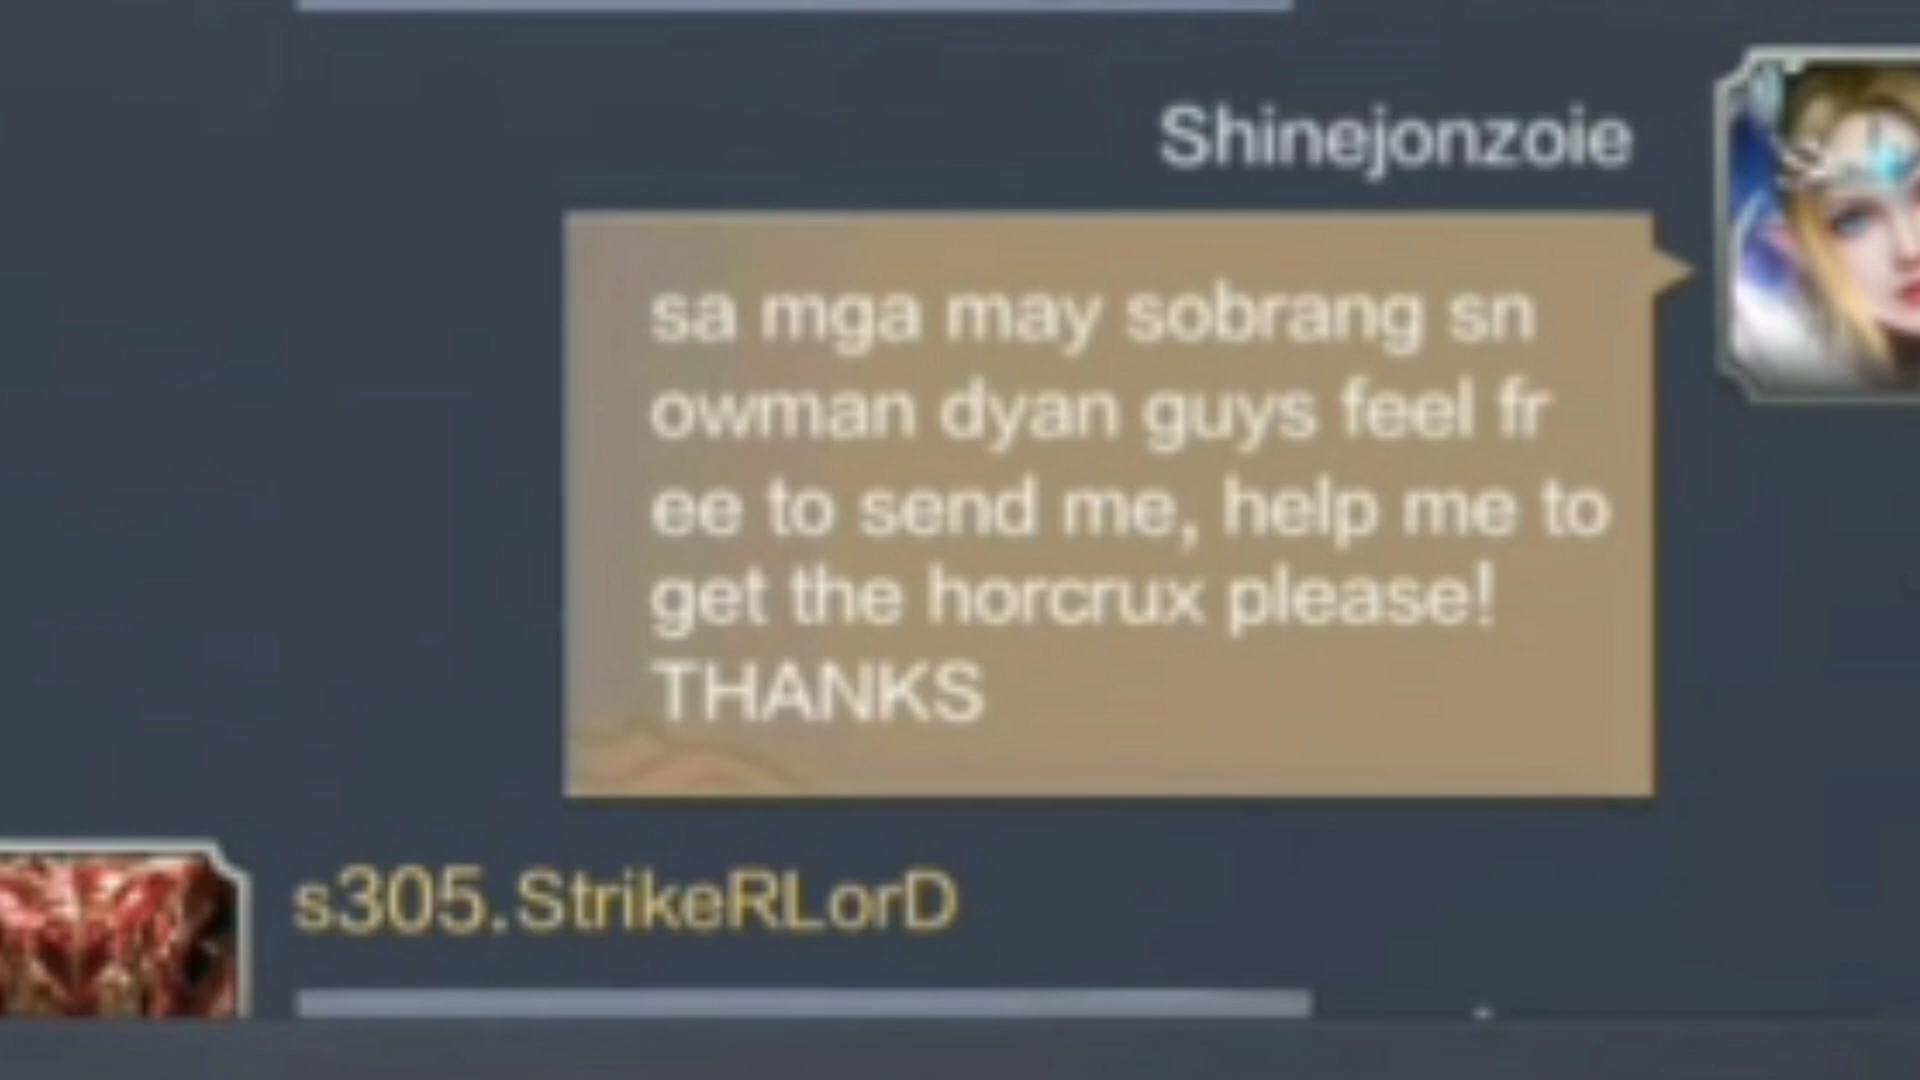 Shinejonzoie
sa mga may sobrang sn
owman dyan guys feel fr
ee to send me, help me to
get the horcrux please!
THANKS
s305.StrikeRLorD